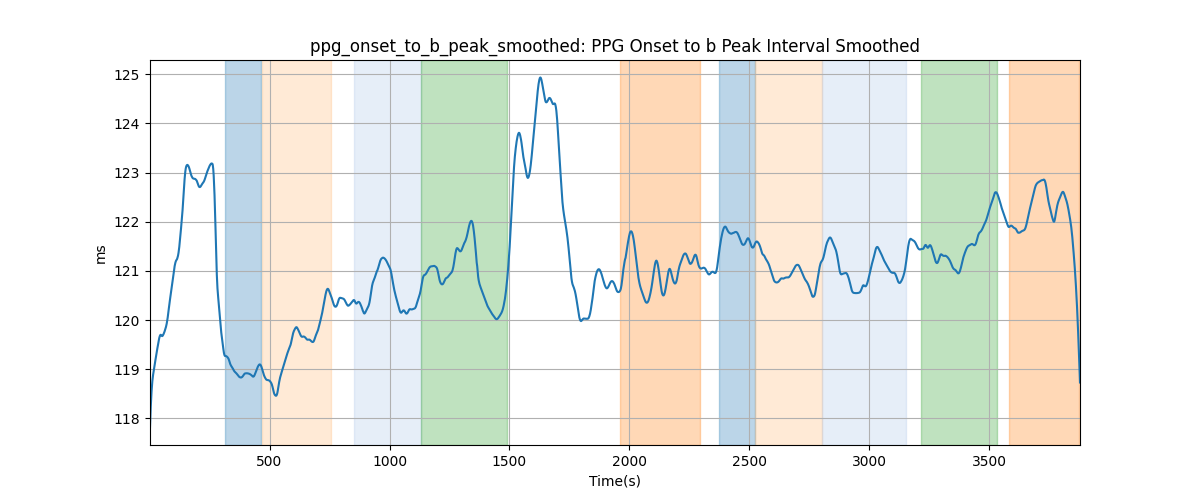 ppg_onset_to_b_peak_smoothed: PPG Onset to b Peak Interval Smoothed
125
124
123
122
121
120
119
118
ms
500 1000 1500 2000 2500 3000 3500
Time(s)